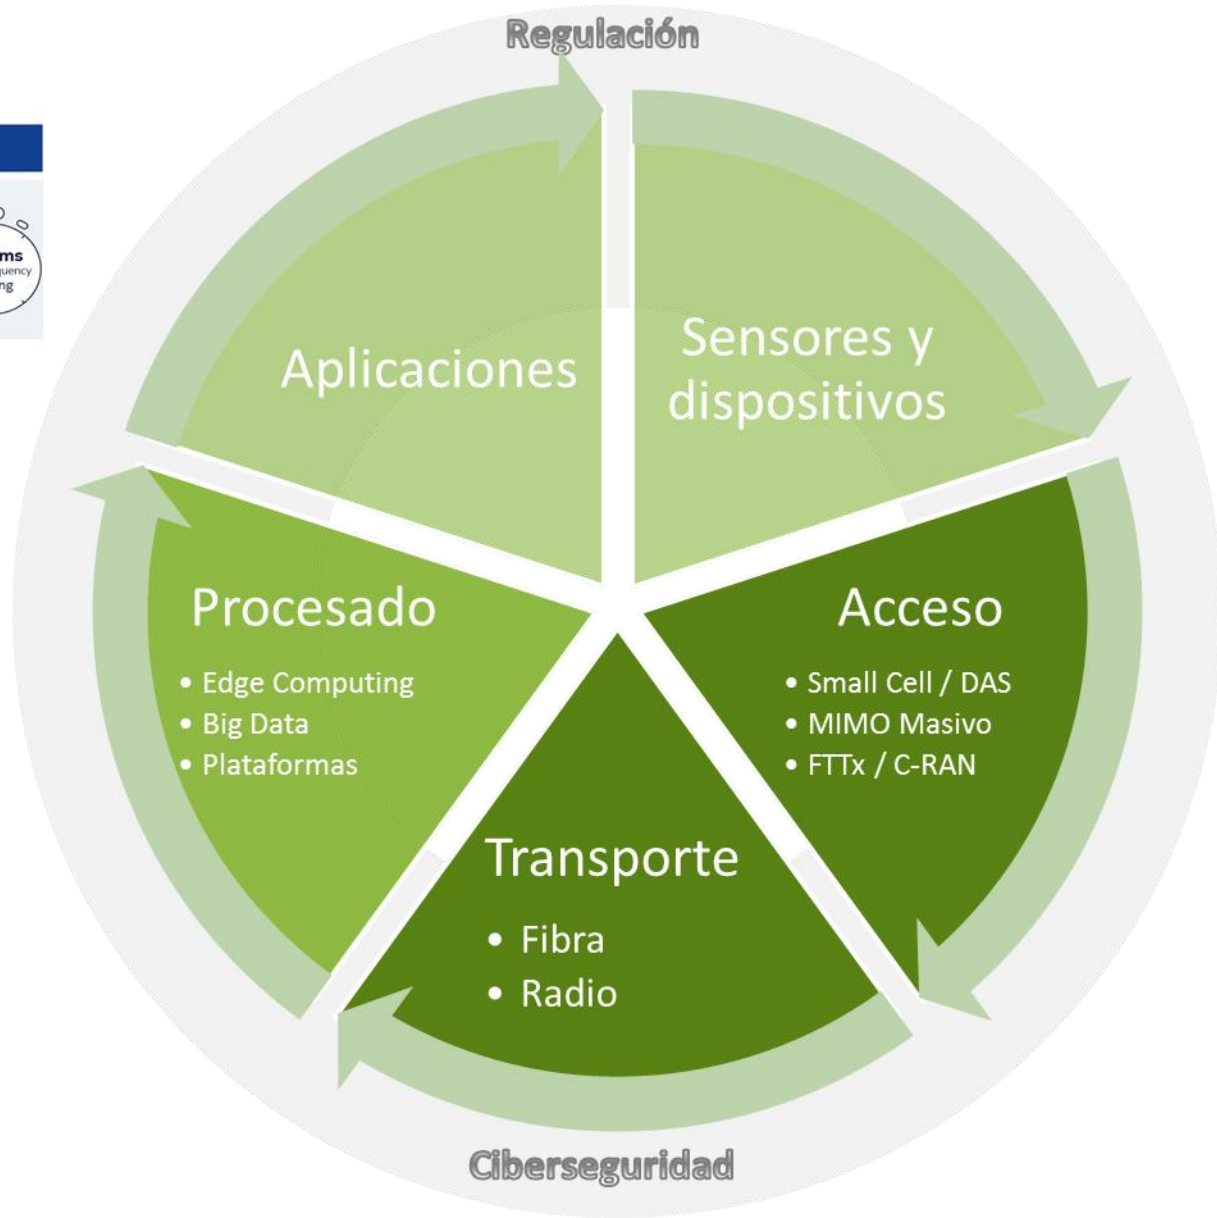 Regulación
ms
Sensores y
dispositivos
Aplicaciones
Acceso
• Small Cell / DAS
• MIMO Masivo
• FTTx / C-RAN
Transporte
• Fibra
• Radio
Procesado
• Edge Computing
• Big Data
• Plataformas
Ciberseguridad